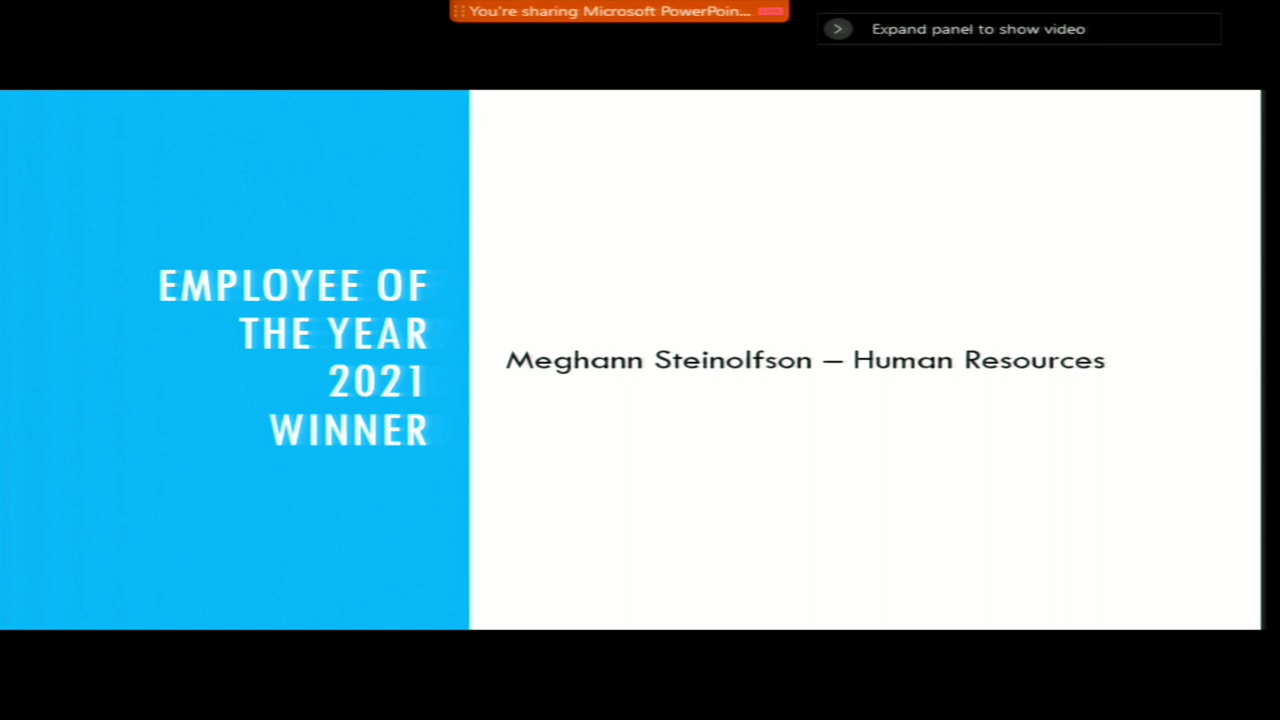 You're sharing Microsoft PowerPoin...
Expand panel to show video
EMPLOYEE OF
THE YEAR
2021
WINNER
Meghann Steinolfson – Human Resources